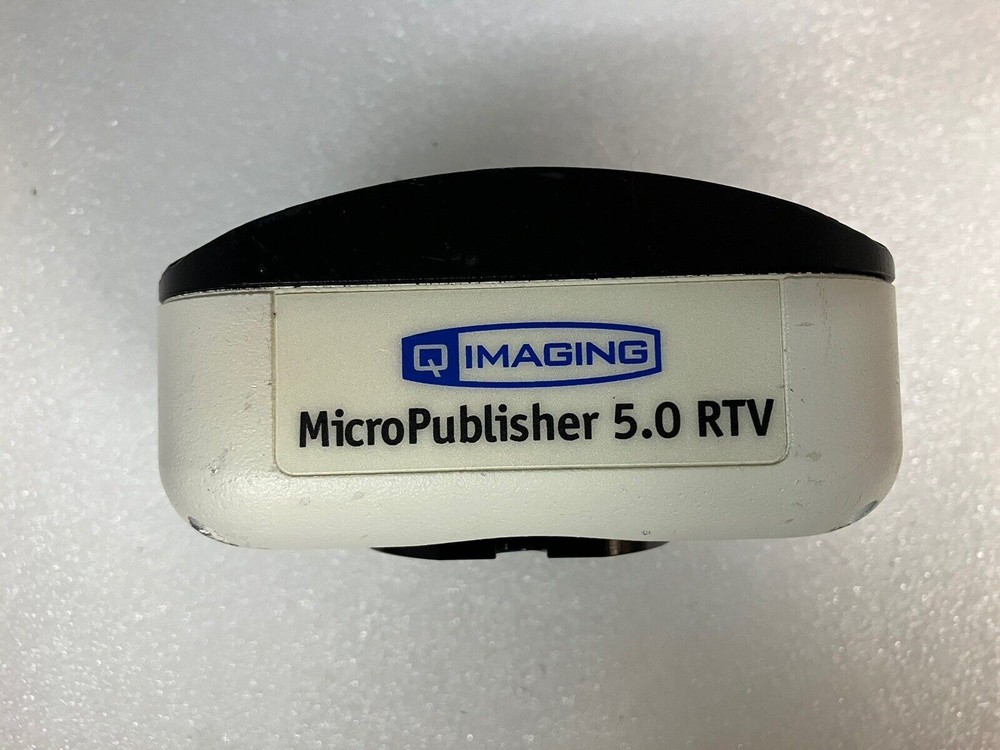 Q IMAGING
MicroPublisher 5.0 RTV